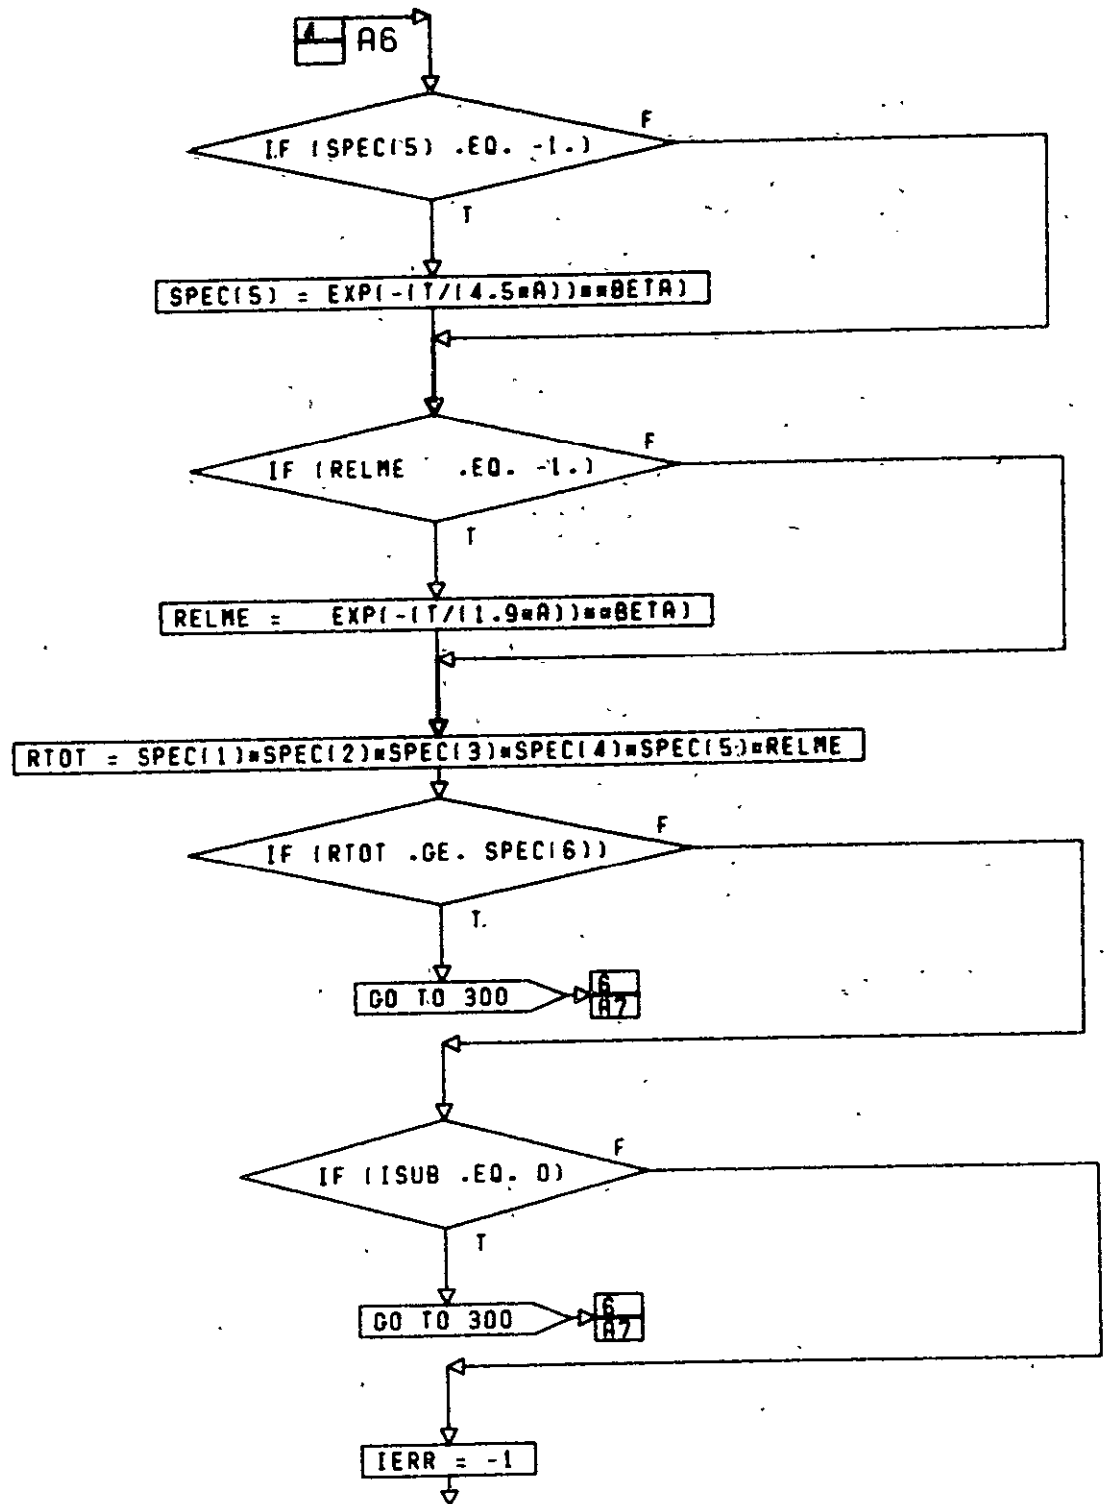 4 A6
F
IF (SPEC(5) .EQ. -1.)
T
SPEC(5) = EXP(-(T/(4.5*A))**BETA)
F
IF (RELME .EQ. -1.)
T
RELME = EXP(-(T/(1.9*A))**BETA)
RTOT = SPEC(1)*SPEC(2)*SPEC(3)*SPEC(4)*SPEC(5)*RELME
F
IF (RTOT .GE. SPEC(6))
T
GO TO 300
6
A7
F
IF (ISUB .EQ. 0)
T
GO TO 300
6
A7
IERR = -1